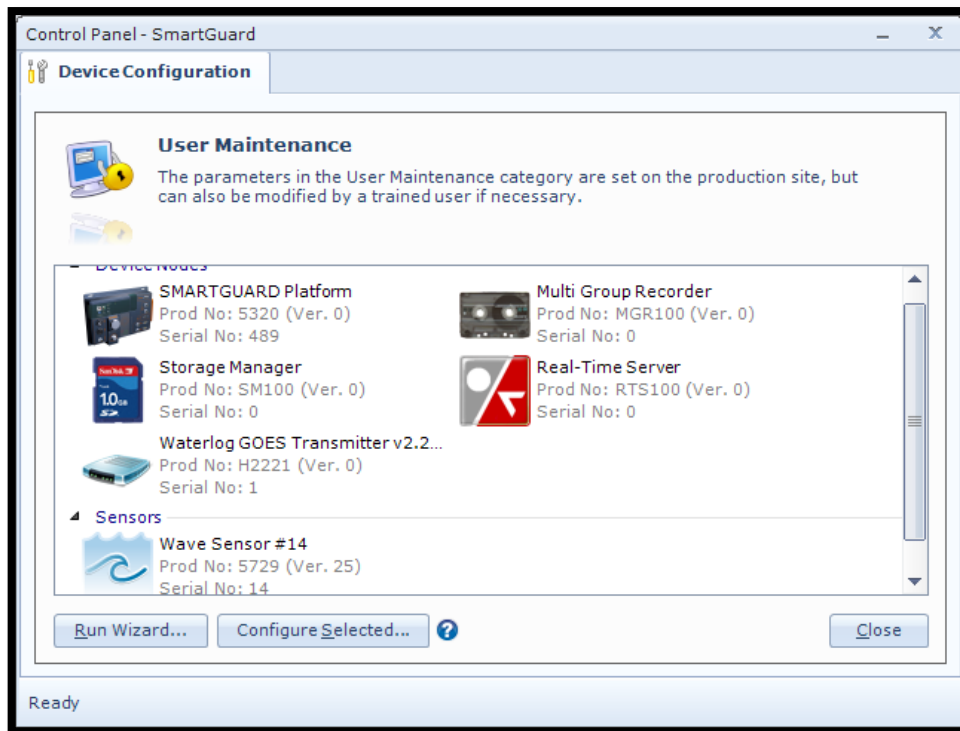 Control Panel - SmartGuard
Device Configuration
User Maintenance
The parameters in the User Maintenance category are set on the production site, but
can also be modified by a trained user if necessary.
Device Nodes
SMARTGUARD Platform
Prod No: 5320 (Ver. 0)
Serial No: 489
Multi Group Recorder
Prod No: MGR100 (Ver. 0)
Serial No: 0
SanDisk
1.0GB
Storage Manager
Prod No: SM100 (Ver. 0)
Serial No: 0
Real-Time Server
Prod No: RTS100 (Ver. 0)
Serial No: 0
Waterlog GOES Transmitter v2.2...
Prod No: H2221 (Ver. 0)
Serial No: 1
Sensors
Wave Sensor #14
Prod No: 5729 (Ver. 25)
Serial No: 14
Run Wizard...
Configure Selected...
Close
Ready